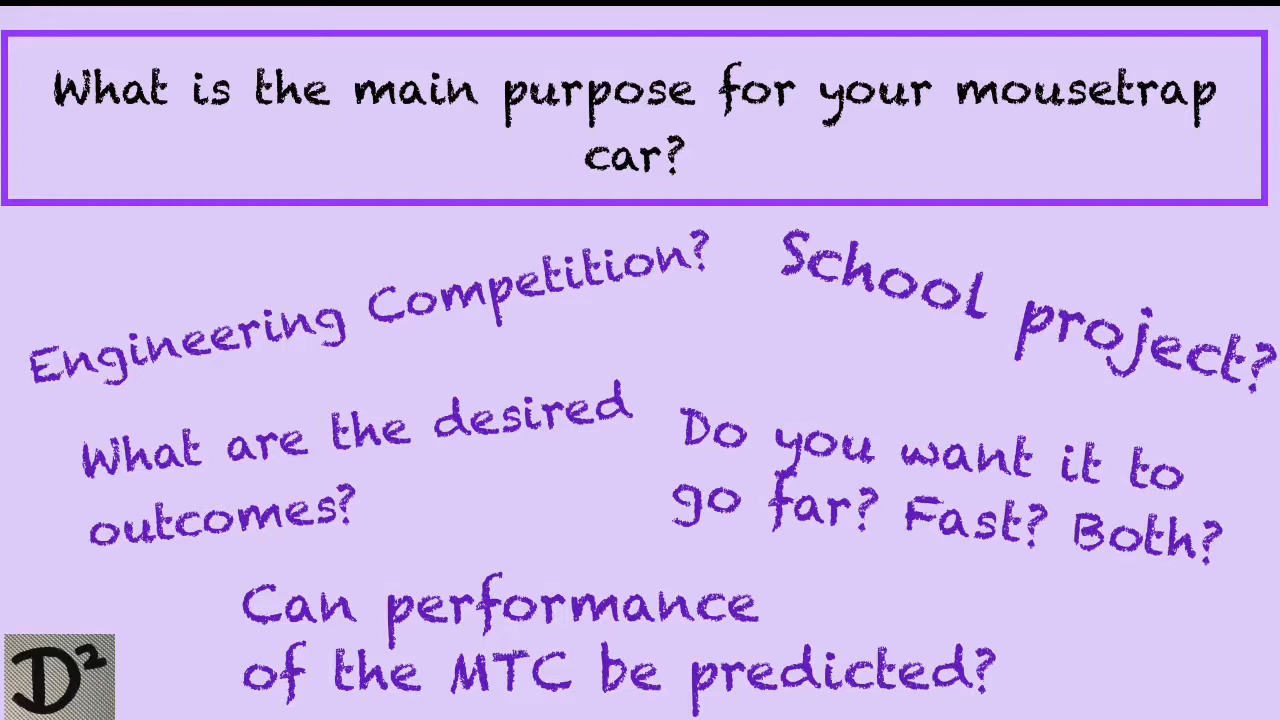 What is the main purpose for your mousetrap
car?
Engineering Competition?
School project?
What are the desired
outcomes?
Do you want it to
go far? Fast? Both?
Can performance
of the MTC be predicted?
D²